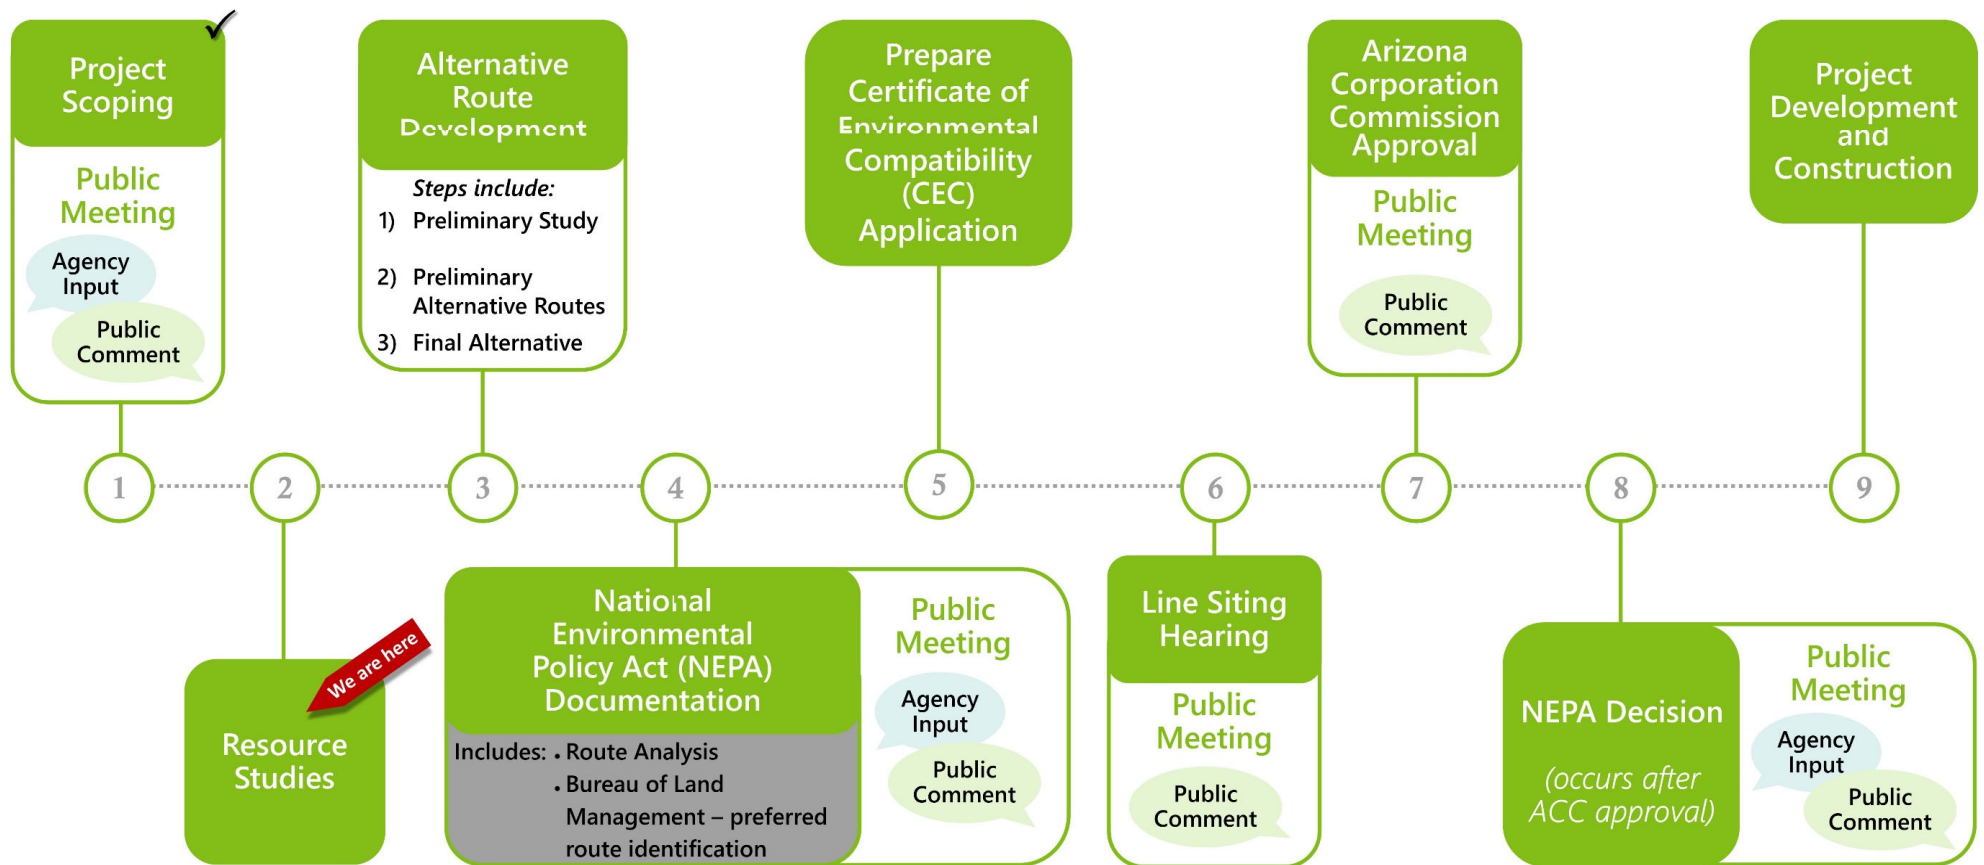 Project
Scoping
Public
Meeting
Agency
Input
Public
Comment
Alternative
Route
Development
Steps include:
1) Preliminary Study
2) Preliminary
Alternative Routes
3) Final Alternative
Prepare
Certificate of
Environmental
Compatibility
(CEC)
Application
Arizona
Corporation
Commission
Approval
Public
Meeting
Public
Comment
Project
Development
and
Construction
1
2
3
4
5
6
7
8
9
We are here
Resource
Studies
National
Environmental
Policy Act (NEPA)
Documentation
Includes: • Route Analysis
• Bureau of Land
Management – preferred
route identification
Public
Meeting
Agency
Input
Public
Comment
Line Siting
Hearing
Public
Meeting
Public
Comment
NEPA Decision
(occurs after
ACC approval)
Public
Meeting
Agency
Input
Public
Comment